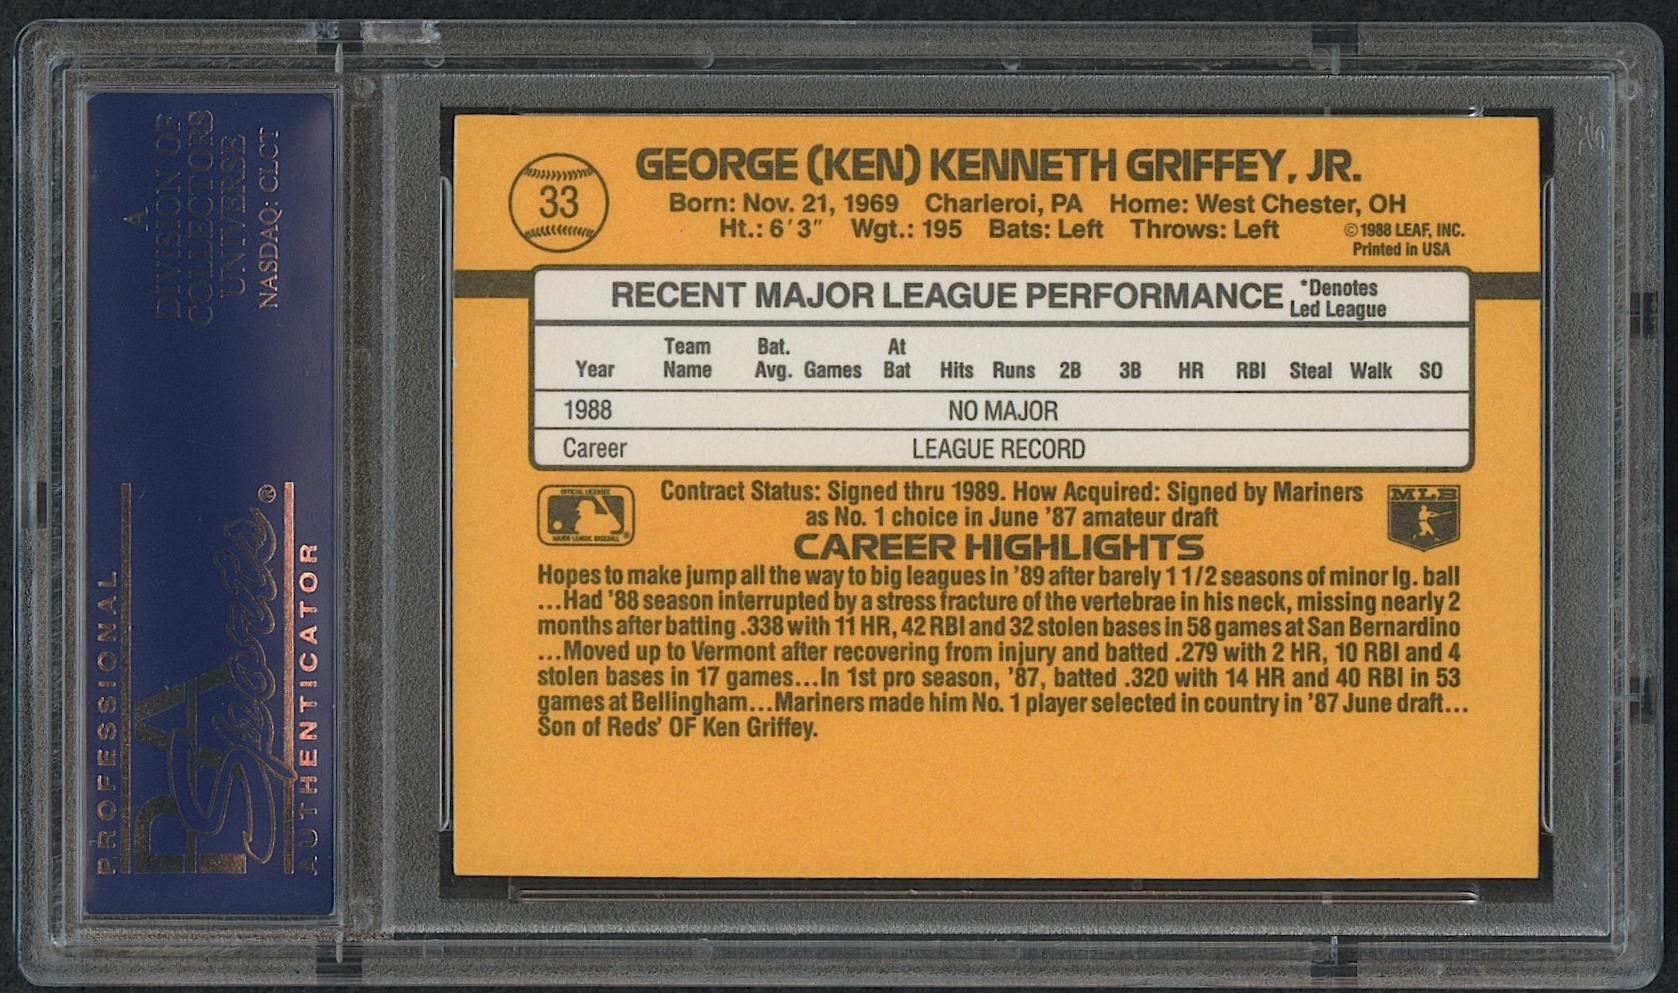 A
DIVISION OF
COLLECTORS
UNIVERSE
NASDAQ: CLCT
PROFESSIONAL
PSA
Sports®
AUTHENTICATOR
33
GEORGE (KEN) KENNETH GRIFFEY, JR.
Born: Nov. 21, 1969 Charleroi, PA Home: West Chester, OH
Ht.: 6'3" Wgt.: 195 Bats: Left Throws: Left
©1988 LEAF, INC.
Printed in USA
RECENT MAJOR LEAGUE PERFORMANCE *Denotes
Led League
Year Team Name Bat. Avg. Games At Bat Hits Runs 2B 3B HR RBI Steal Walk SO
1988 NO MAJOR
Career LEAGUE RECORD
OFFICIAL LICENSEE
MAJOR LEAGUE BASEBALL®
Contract Status: Signed thru 1989. How Acquired: Signed by Mariners
as No. 1 choice in June '87 amateur draft
MLB
CAREER HIGHLIGHTS
Hopes to make jump all the way to big leagues in '89 after barely 1 1/2 seasons of minor lg. ball
...Had '88 season interrupted by a stress fracture of the vertebrae in his neck, missing nearly 2
months after batting .338 with 11 HR, 42 RBI and 32 stolen bases in 58 games at San Bernardino
...Moved up to Vermont after recovering from injury and batted .279 with 2 HR, 10 RBI and 4
stolen bases in 17 games...In 1st pro season, '87, batted .320 with 14 HR and 40 RBI in 53
games at Bellingham...Mariners made him No. 1 player selected in country in '87 June draft...
Son of Reds' OF Ken Griffey.